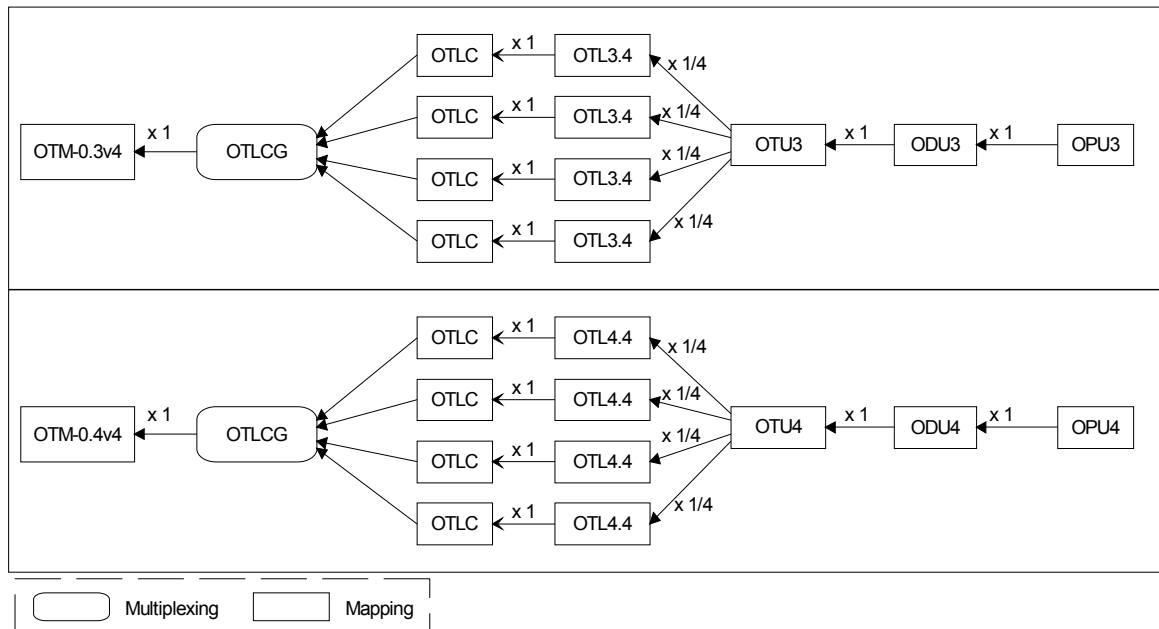 OTLC x 1 OTL3.4 x 1/4
OTLC x 1 OTL3.4 x 1/4
OTM-0.3v4 x 1 OTLCG OTU3 x 1 ODU3 x 1 OPU3
OTLC x 1 OTL3.4 x 1/4
OTLC x 1 OTL3.4 x 1/4
OTLC x 1 OTL4.4 x 1/4
OTLC x 1 OTL4.4 x 1/4
OTM-0.4v4 x 1 OTLCG OTU4 x 1 ODU4 x 1 OPU4
OTLC x 1 OTL4.4 x 1/4
OTLC x 1 OTL4.4 x 1/4
Multiplexing Mapping